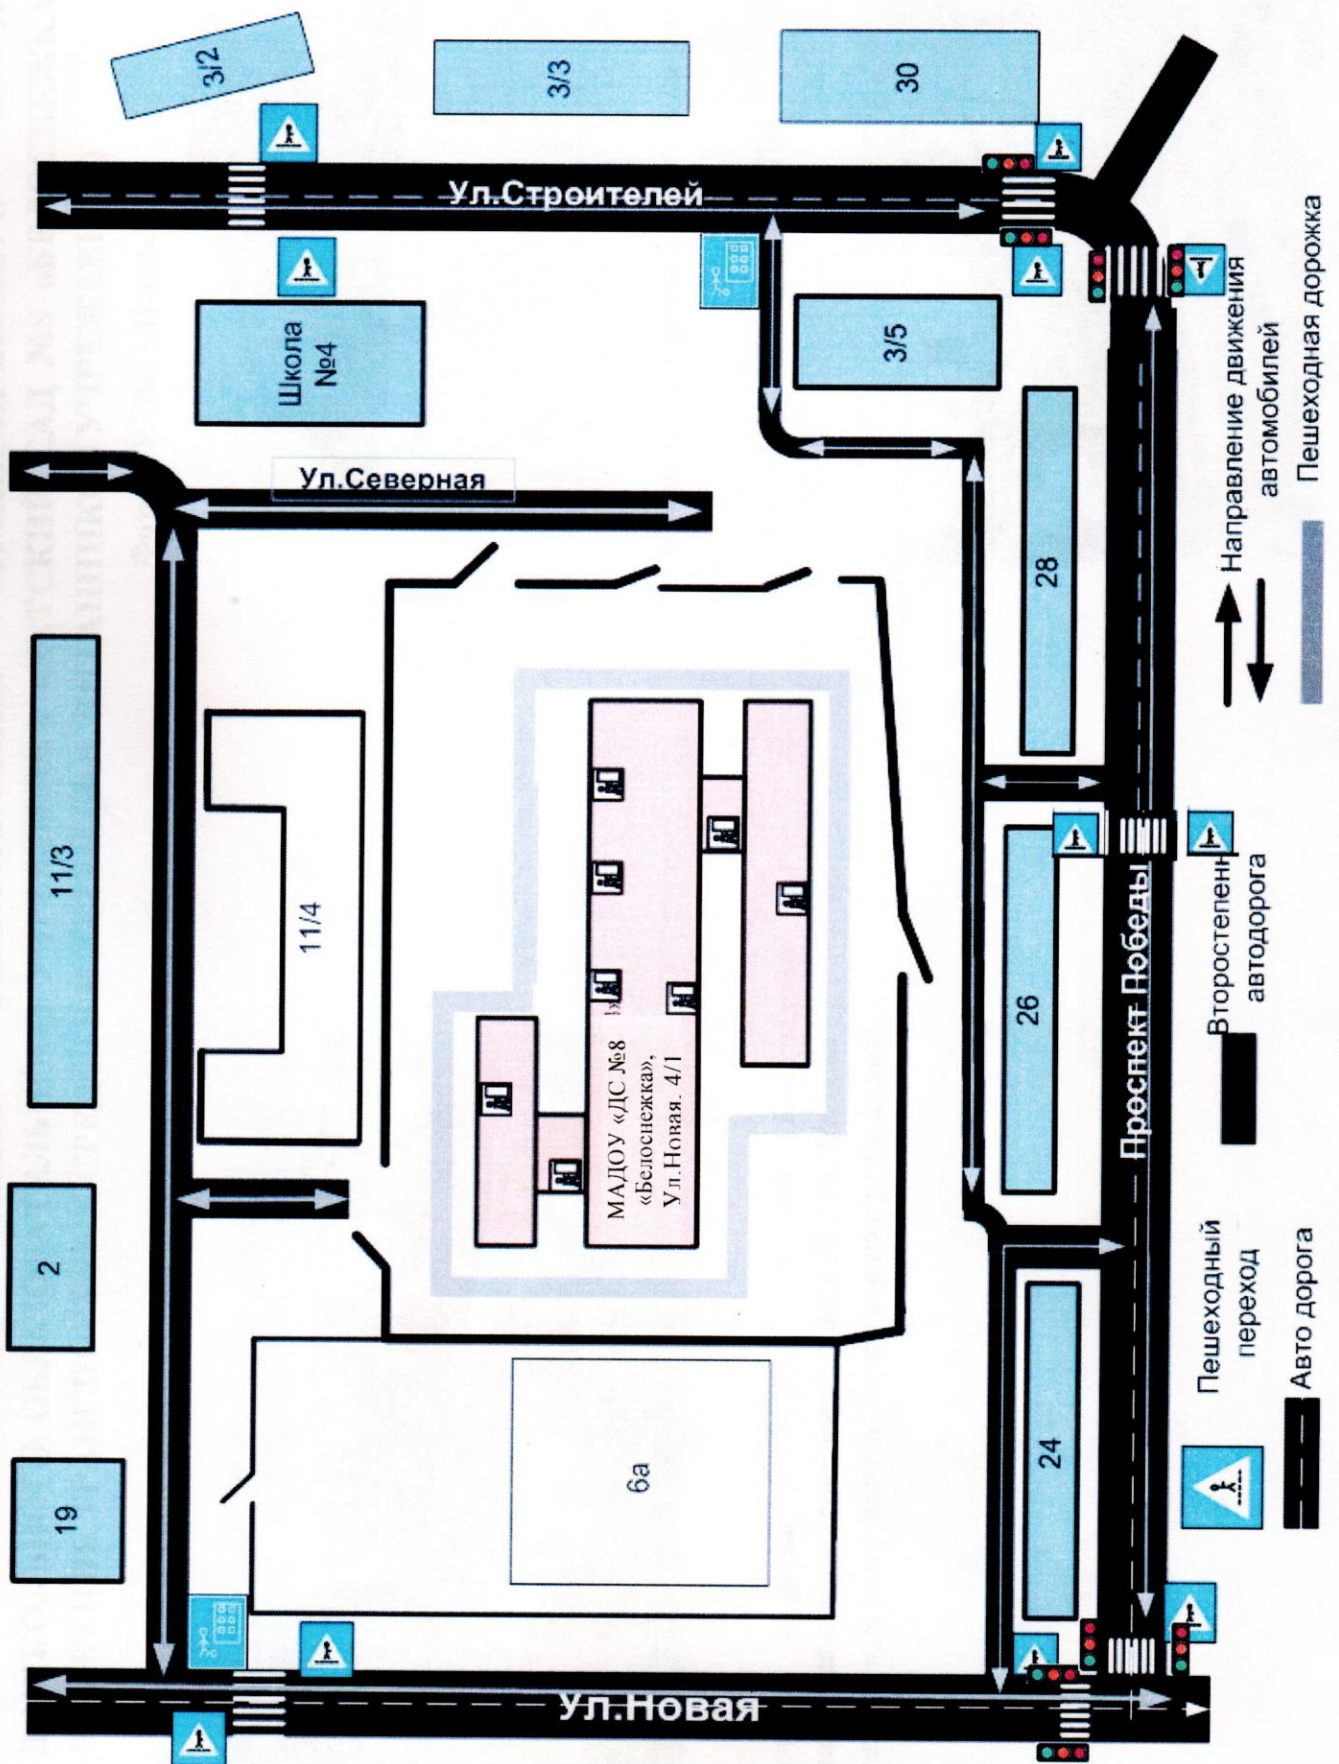 3/2
3/3
30
Ул.Строителей
Школа
№4
3/5
Ул.Северная
28
11/3
11/4
26
2
МАДОУ «ДС №8
«Белоснежка»,
Ул.Новая. 4/1
19
6а
24
Проспект Победы
Ул.Новая
Пешеходный
переход
Авто дорога
Второстепенн
автодорога
Направление движения
автомобилей
Пешеходная дорожка